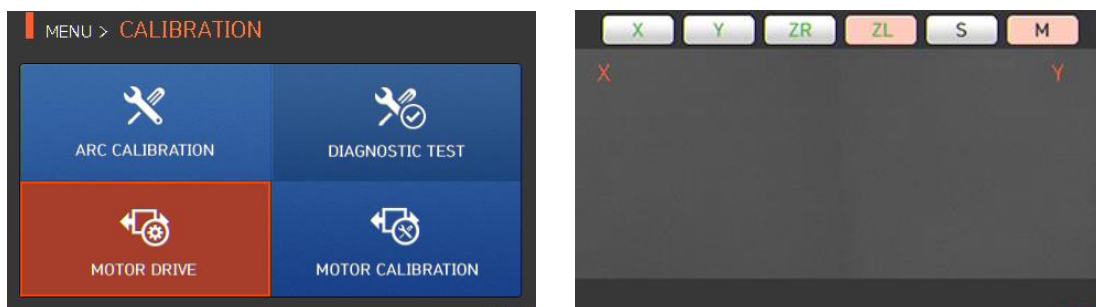 MENU > CALIBRATION
ARC CALIBRATION
DIAGNOSTIC TEST
MOTOR DRIVE
MOTOR CALIBRATION
X Y ZR ZL S M
X Y